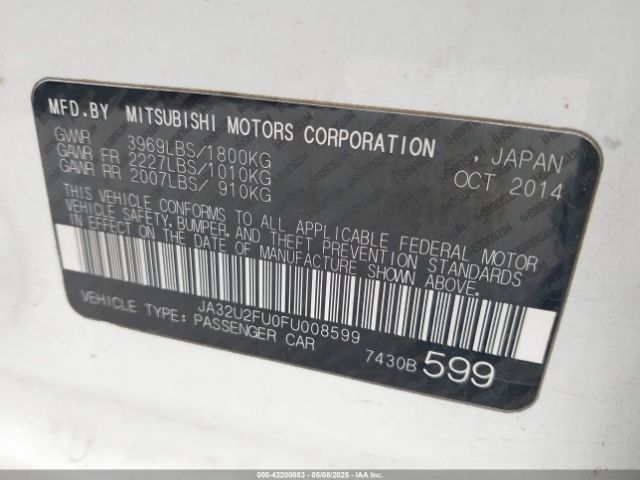 MFD.BY MITSUBISHI MOTORS CORPORATION , JAPAN
GVWR 3969LBS/1800KG OCT 2014
GAWR FR 2227LBS/1010KG
GAWR RR 2007LBS/ 910KG
THIS VEHICLE CONFORMS TO ALL APPLICABLE FEDERAL MOTOR
VEHICLE SAFETY, BUMPER, AND THEFT PREVENTION STANDARDS
IN EFFECT ON THE DATE OF MANUFACTURE SHOWN ABOVE.
JA32U2FU0FU008599
VEHICLE TYPE: PASSENGER CAR
7430B 599
000-42200883 | 05/08/2025 | IAA Inc.